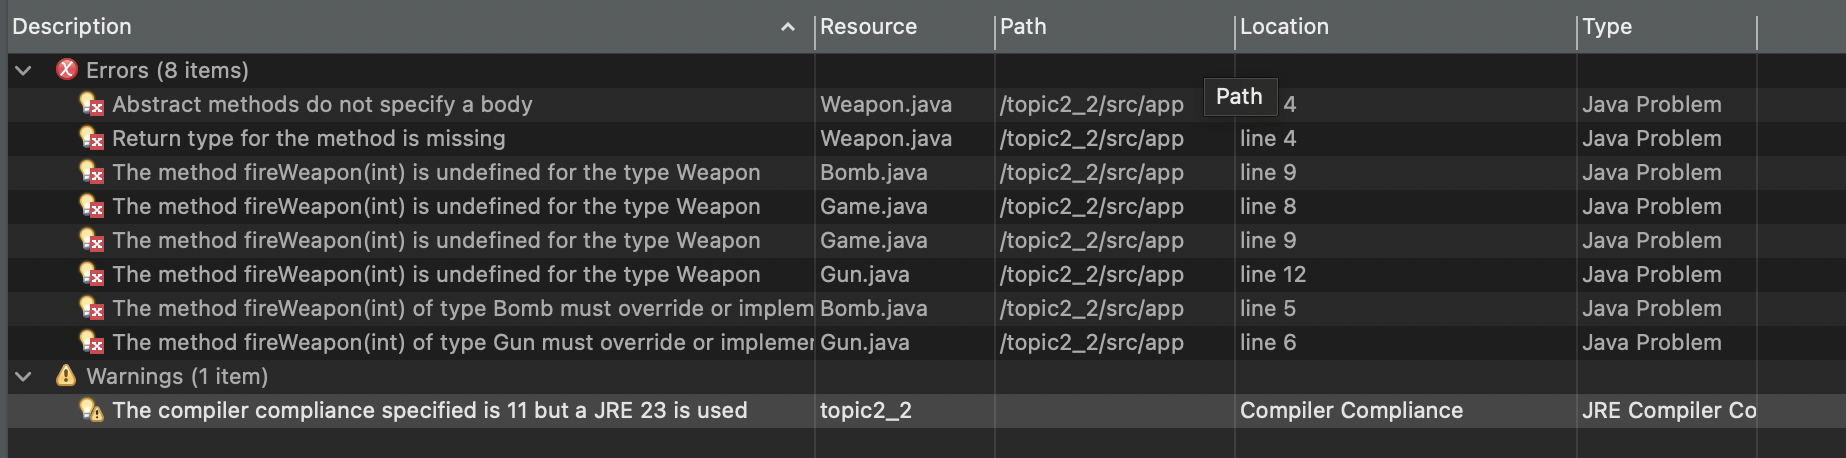 Description Resource Path Location Type
Errors (8 items)
Path
Abstract methods do not specify a body Weapon.java /topic2_2/src/app 4 Java Problem
Return type for the method is missing Weapon.java /topic2_2/src/app line 4 Java Problem
The method fireWeapon(int) is undefined for the type Weapon Bomb.java /topic2_2/src/app line 9 Java Problem
The method fireWeapon(int) is undefined for the type Weapon Game.java /topic2_2/src/app line 8 Java Problem
The method fireWeapon(int) is undefined for the type Weapon Game.java /topic2_2/src/app line 9 Java Problem
The method fireWeapon(int) is undefined for the type Weapon Gun.java /topic2_2/src/app line 12 Java Problem
The method fireWeapon(int) of type Bomb must override or implem Bomb.java /topic2_2/src/app line 5 Java Problem
The method fireWeapon(int) of type Gun must override or implemen Gun.java /topic2_2/src/app line 6 Java Problem
Warnings (1 item)
The compiler compliance specified is 11 but a JRE 23 is used topic2_2 Compiler Compliance JRE Compiler Co